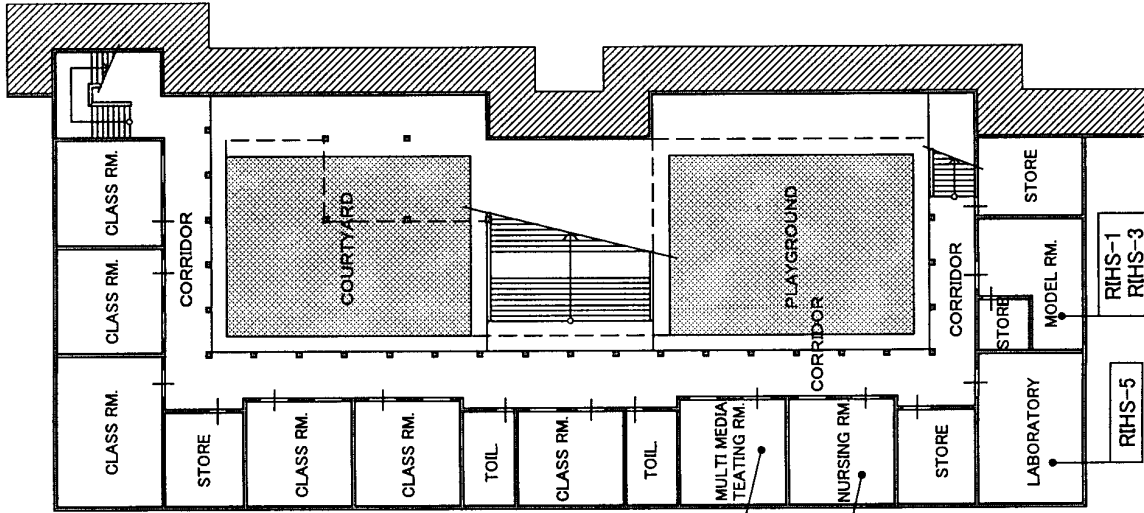 CLASS RM.
CLASS RM.
CLASS RM.
CORRIDOR
STORE
CLASS RM.
CLASS RM.
TOIL.
CLASS RM.
TOIL.
MULTI MEDIA
TEATING RM.
NURSING RM.
STORE
COURTYARD
PLAYGROUND
CORRIDOR
CORRIDOR
STORE
STORE
MODEL RM.
LABORATORY
RIHS-1
RIHS-3
RIHS-5